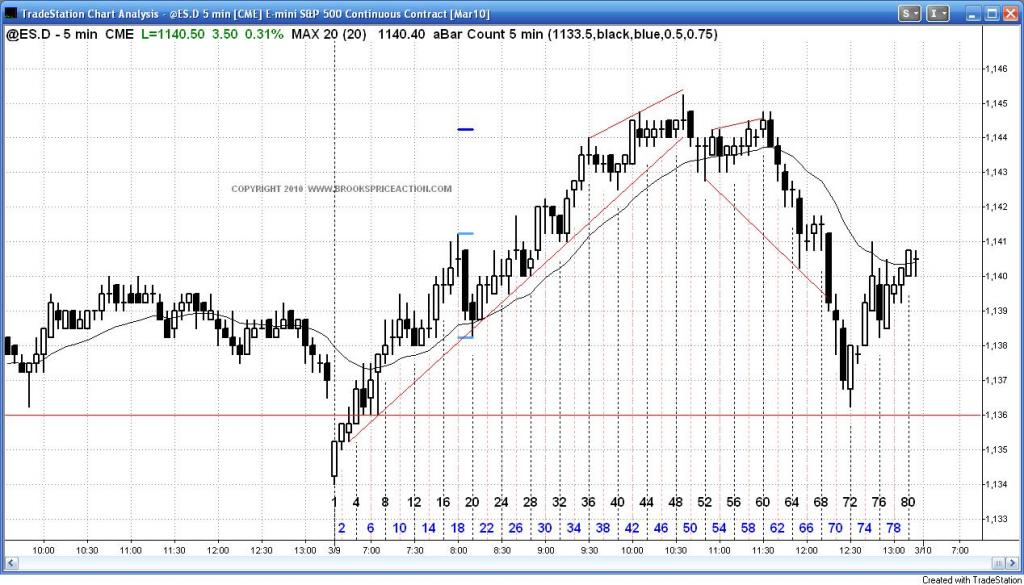 TradeStation Chart Analysis - @ES.D 5 min [CME] E-mini S&P 500 Continuous Contract [Mar10]
S I
@ES.D - 5 min CME L=1140.50 3.50 0.31% MAX 20 (20) 1140.40 aBar Count 5 min (1133.5,black,blue,0.5,0.75)
1,146
1,145
1,144
1,143
COPYRIGHT 2010 WWW.BROOKSPRICEACTION.COM
1,142
1,141
1,140
1,139
1,138
1,137
1,136
1,135
1,134
1 4 8 12 16 20 24 28 32 36 40 44 48 52 56 60 64 68 72 76 80
1,133
2 6 10 14 18 22 26 30 34 38 42 46 50 54 58 62 66 70 74 78
10:00 10:30 11:00 11:30 12:00 12:30 13:00 3/9 7:00 7:30 8:00 8:30 9:00 9:30 10:00 10:30 11:00 11:30 12:00 12:30 13:00 3/10 7:00
Created with TradeStation